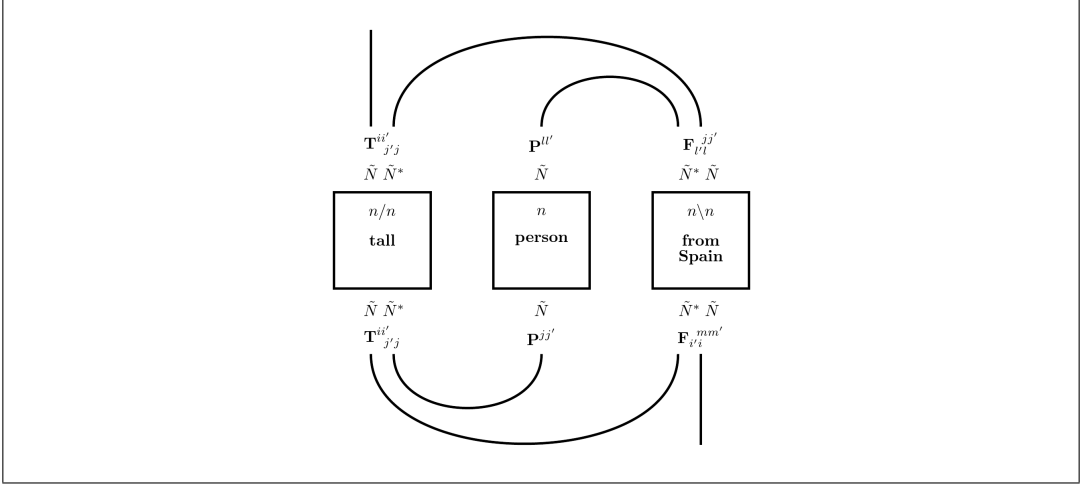 T^{ii'}_{j'j} P^{ll'} F_{l'l}^{jj'}
Ñ Ñ* Ñ Ñ* Ñ
n/n n n\n
tall person from
Spain
Ñ Ñ* Ñ Ñ* Ñ
T^{ii'}_{j'j} P^{jj'} F_{i'i}^{mm'}